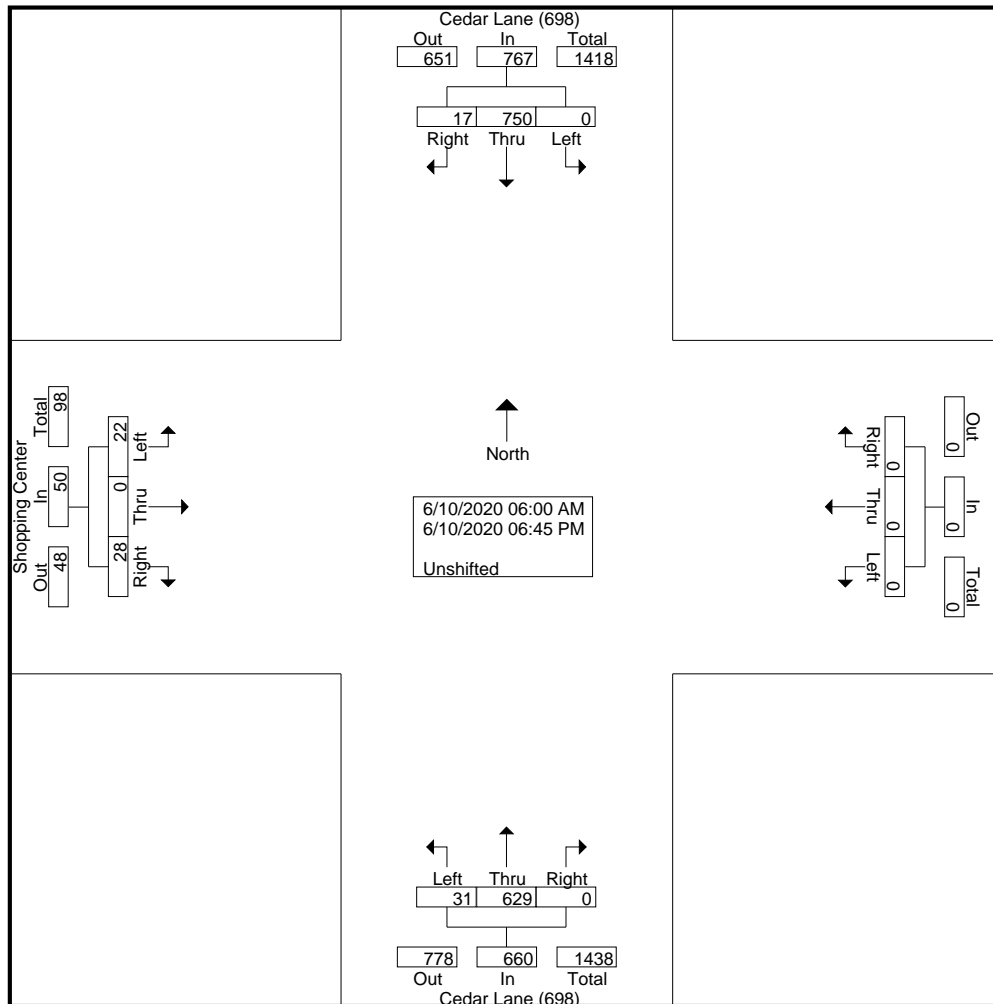 Cedar Lane (698)
Out In Total
651 767 1418
17 750 0
Right Thru Left
Shopping Center
Total In Out
98 50 48
22 0 28
Left Thru Right
North
6/10/2020 06:00 AM
6/10/2020 06:45 PM
Unshifted
Right Thru Left
0 0 0
Out In Total
0 0 0
Left Thru Right
31 629 0
778 660 1438
Out In Total
Cedar Lane (698)